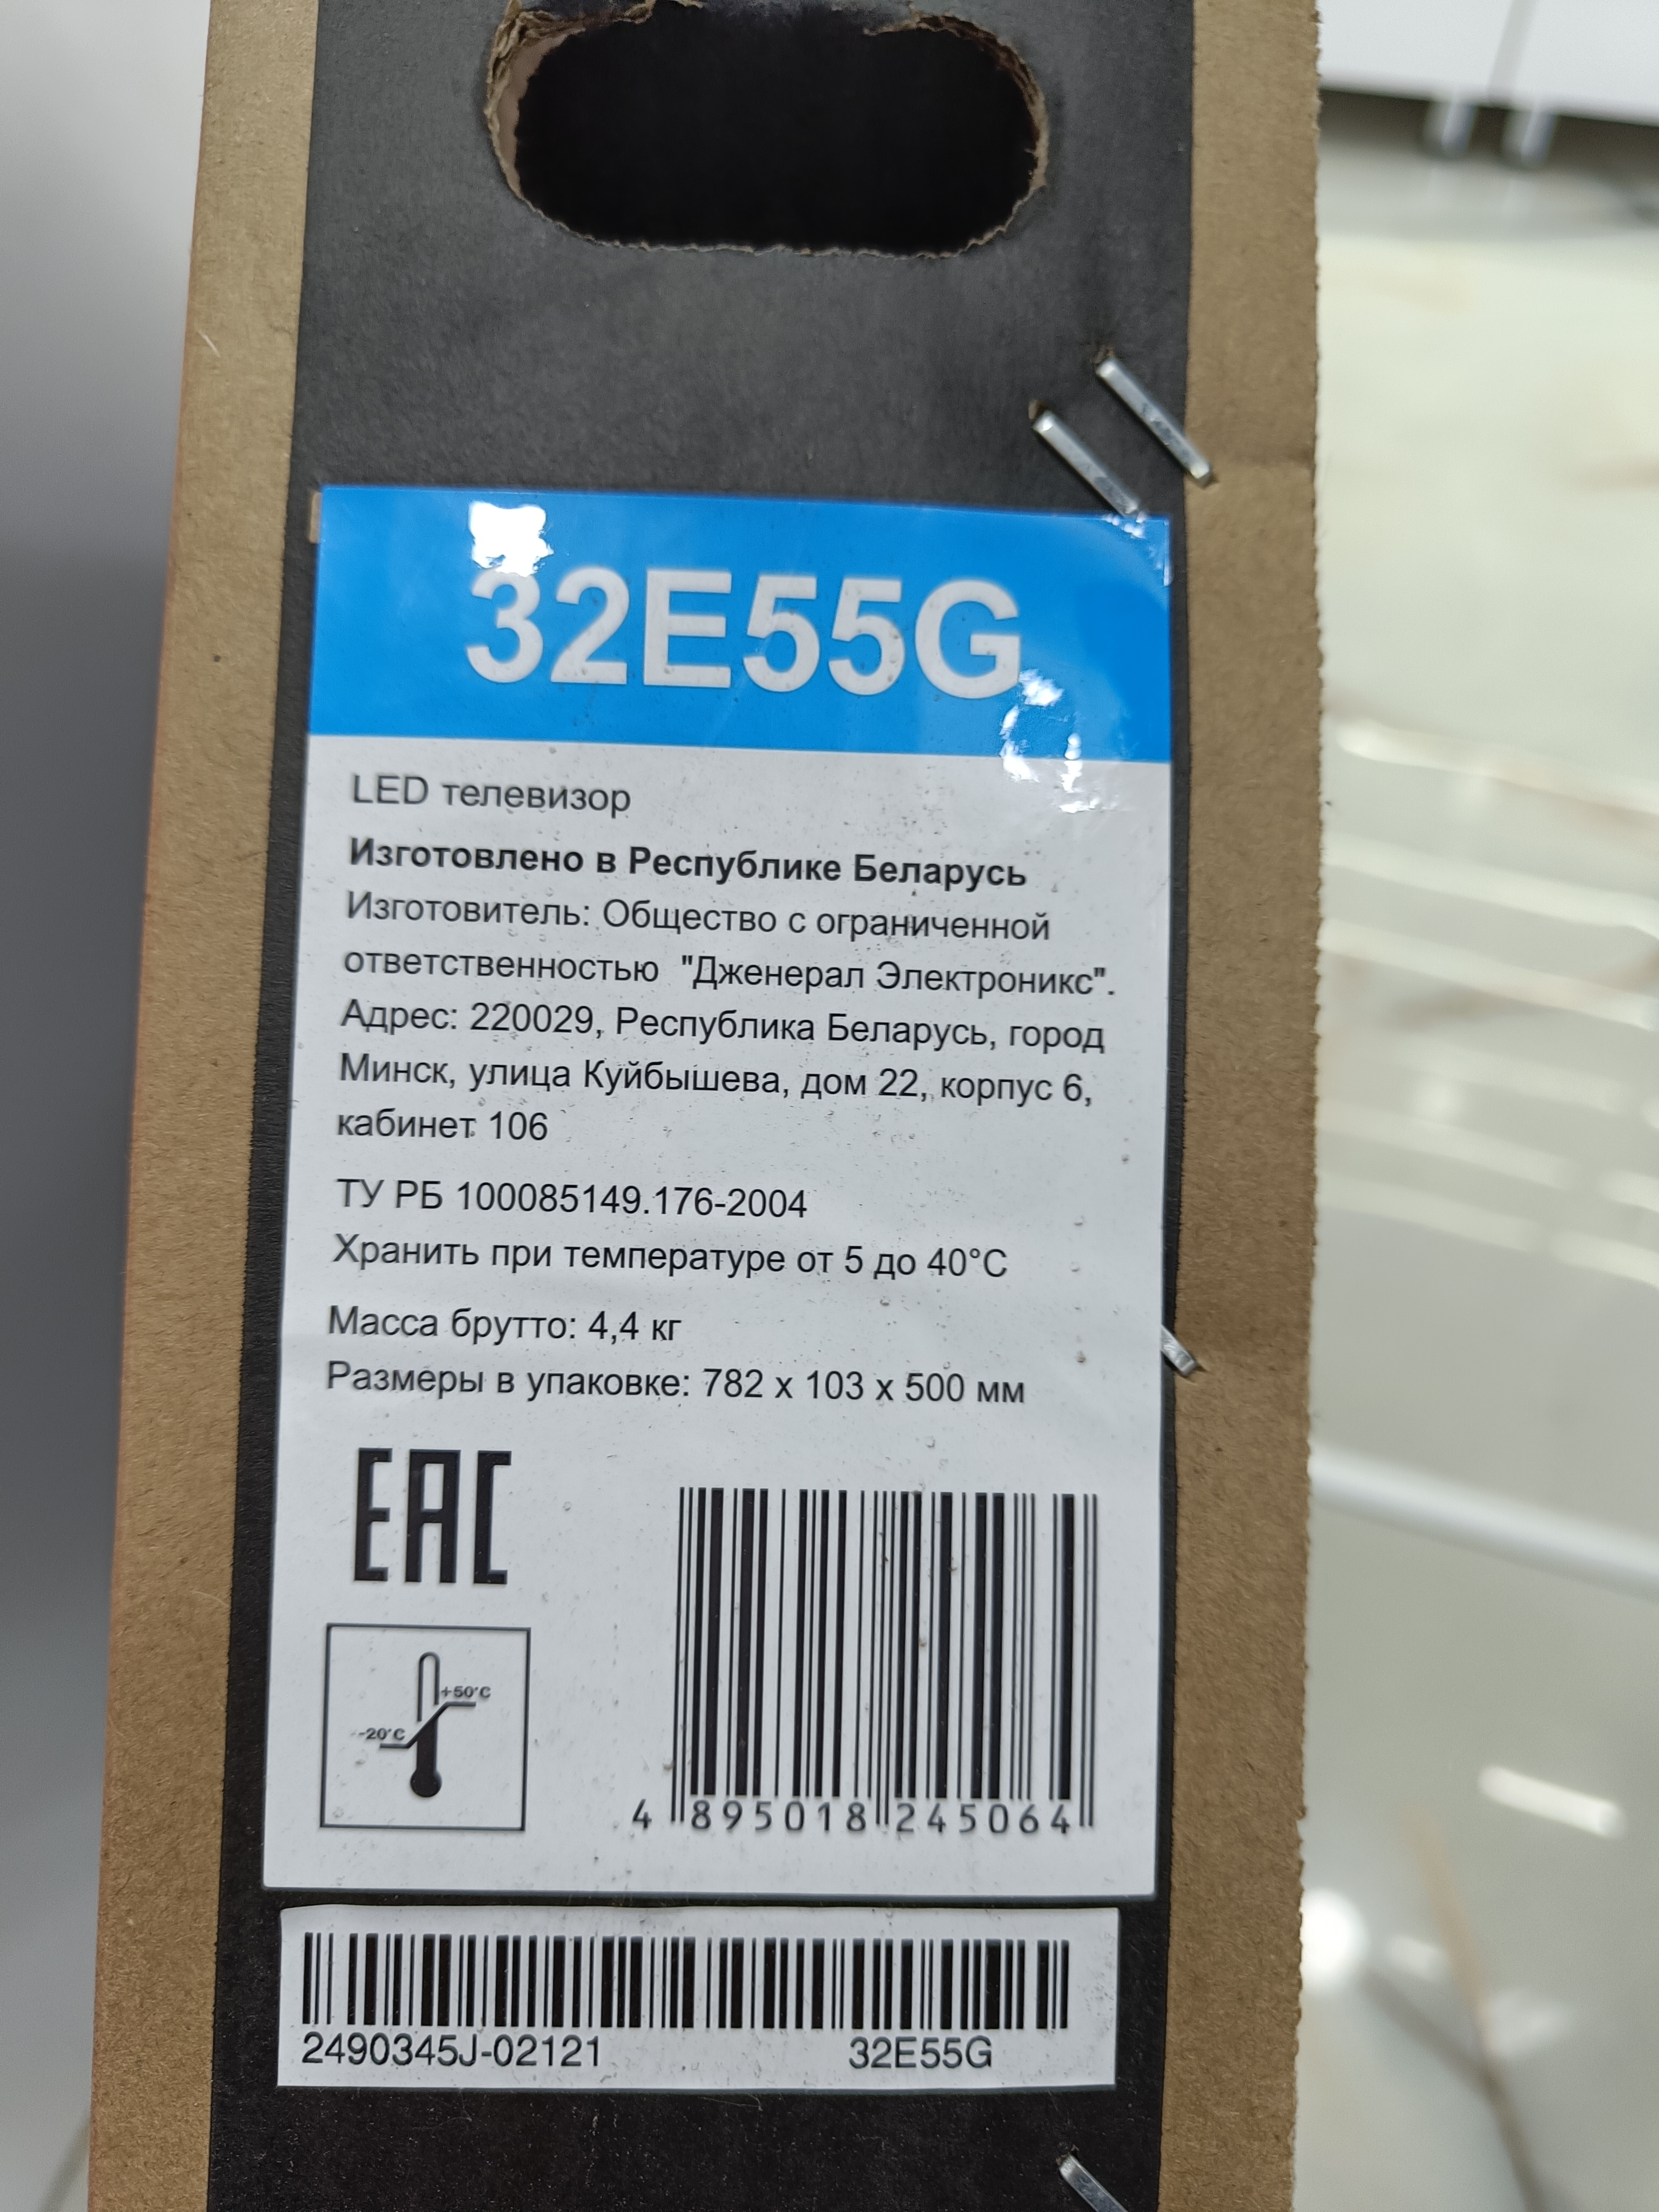 32E55G
LED телевизор
Изготовлено в Республике Беларусь
Изготовитель: Общество с ограниченной
ответственностью "Дженерал Электроникс".
Адрес: 220029, Республика Беларусь, город
Минск, улица Куйбышева, дом 22, корпус 6,
кабинет 106
ТУ РБ 100085149.176-2004
Хранить при температуре от 5 до 40°C
Масса брутто: 4,4 кг
Размеры в упаковке: 782 x 103 x 500 мм
EAC
+50°C
-20°C
4 895018 245064
2490345J-02121 32E55G